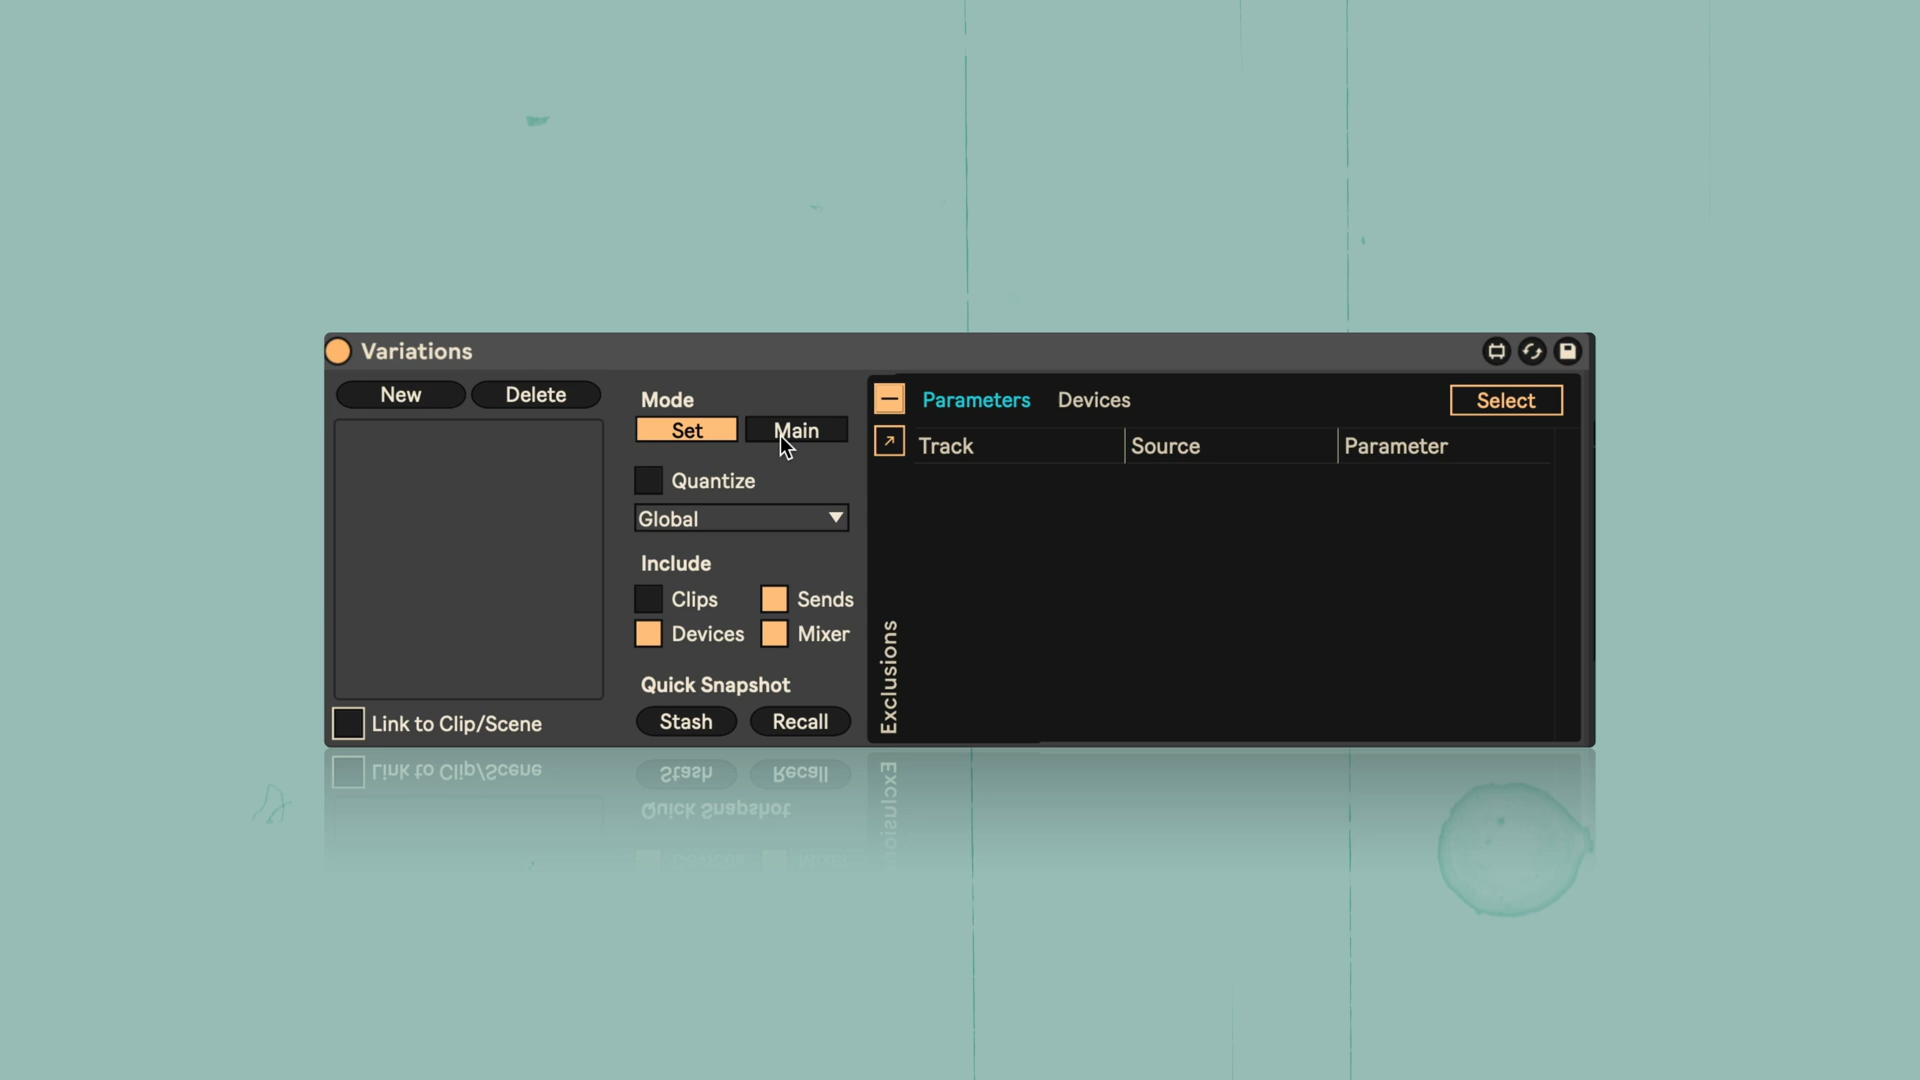 Variations
New Delete
Link to Clip/Scene
Mode
Set Main
Quantize
Global
Include
Clips Sends
Devices Mixer
Quick Snapshot
Stash Recall
Exclusions
Parameters Devices Select
Track Source Parameter